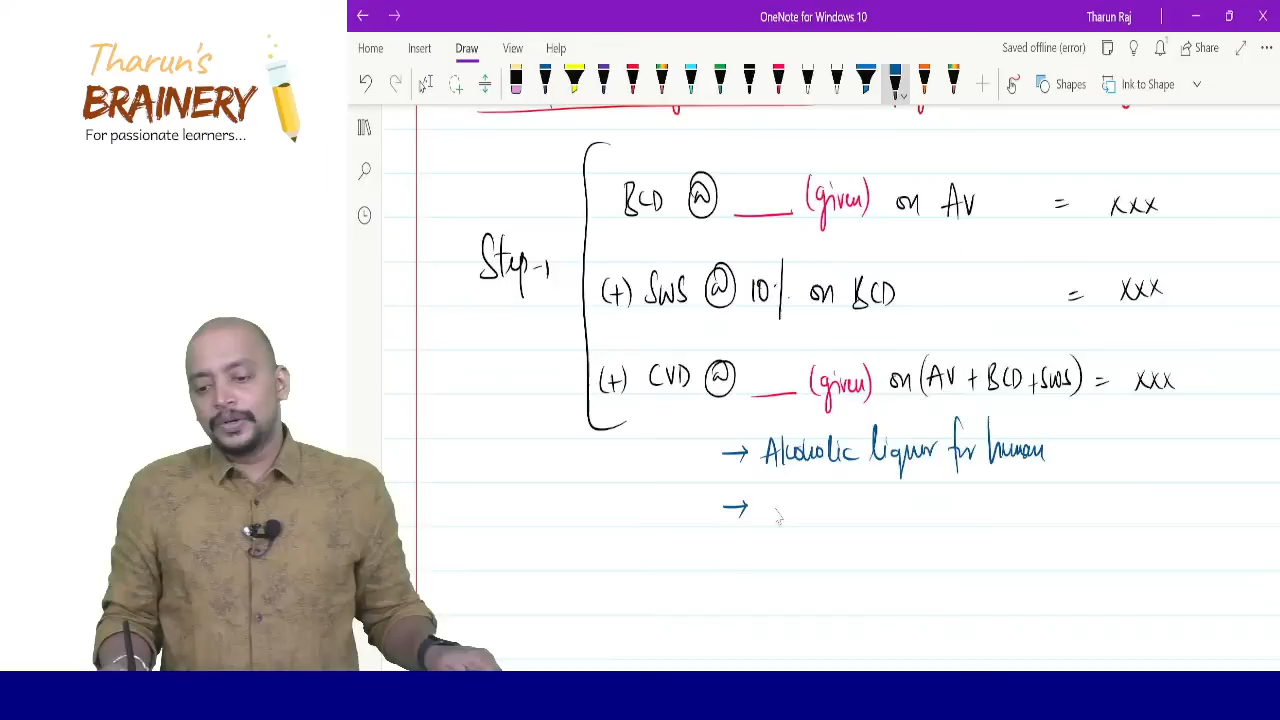 Tharun's
BRAINERY
For passionate learners...
OneNote for Windows 10
Tharun Raj
Home Insert Draw View Help
Saved offline (error)
Share
Shapes
Ink to Shape
BCD @ ___ (given) on AV = xxx
Step-1
(+) SWS @ 10% on BCD = xxx
(+) CVD @ ___ (given) on (AV + BCD + SWS) = xxx
→ Alcoholic liquor for human
→